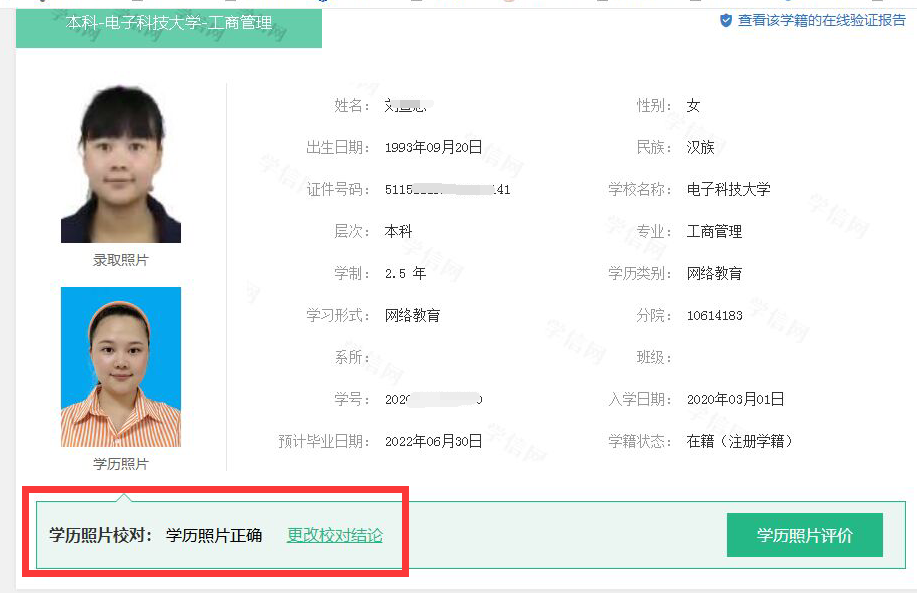 本科-电子科技大学-工商管理
查看该学籍的在线验证报告
姓名：
性别： 女
出生日期： 1993年09月20日
民族： 汉族
证件号码： 5115 41
学校名称： 电子科技大学
层次： 本科
专业： 工商管理
学制： 2.5 年
学历类别： 网络教育
学习形式： 网络教育
分院： 10614183
系所：
班级：
学号： 202
入学日期： 2020年03月01日
预计毕业日期： 2022年06月30日
学籍状态： 在籍（注册学籍）
录取照片
学历照片
学历照片校对： 学历照片正确 更改校对结论
学历照片评价
学信网